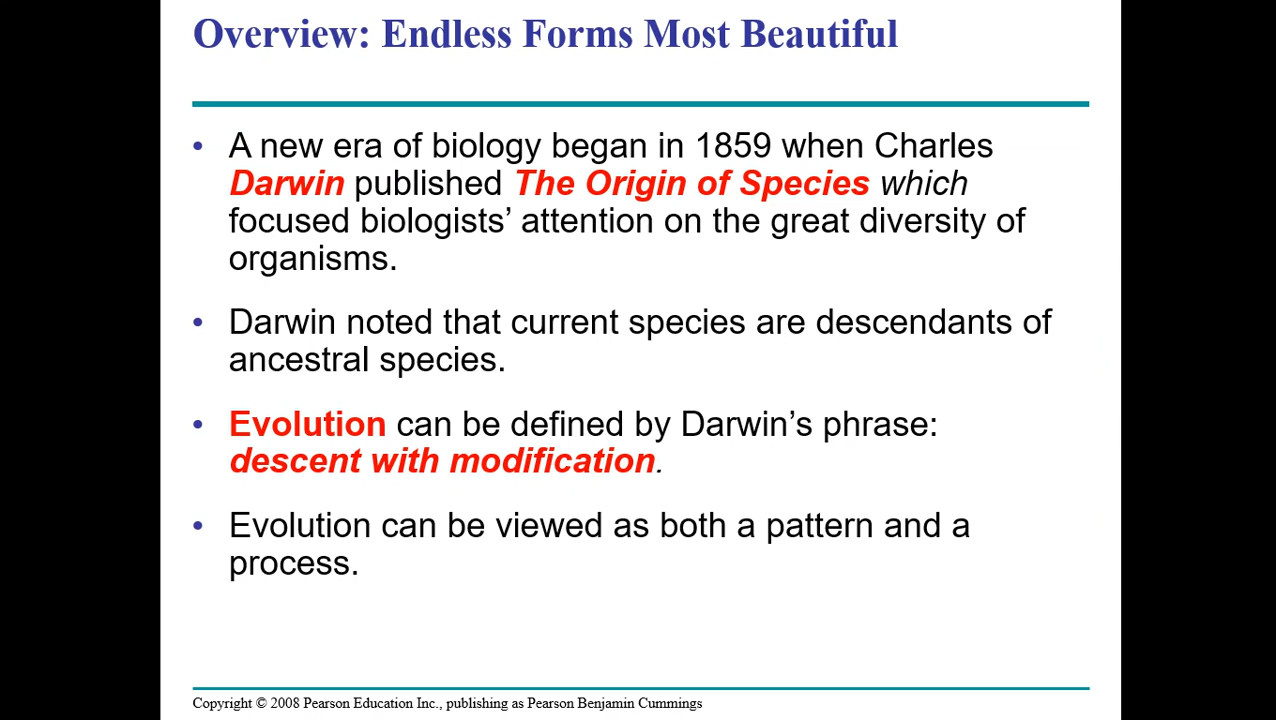 Overview: Endless Forms Most Beautiful
• A new era of biology began in 1859 when Charles
Darwin published The Origin of Species which
focused biologists’ attention on the great diversity of
organisms.
• Darwin noted that current species are descendants of
ancestral species.
• Evolution can be defined by Darwin’s phrase:
descent with modification.
• Evolution can be viewed as both a pattern and a
process.
Copyright © 2008 Pearson Education Inc., publishing as Pearson Benjamin Cummings